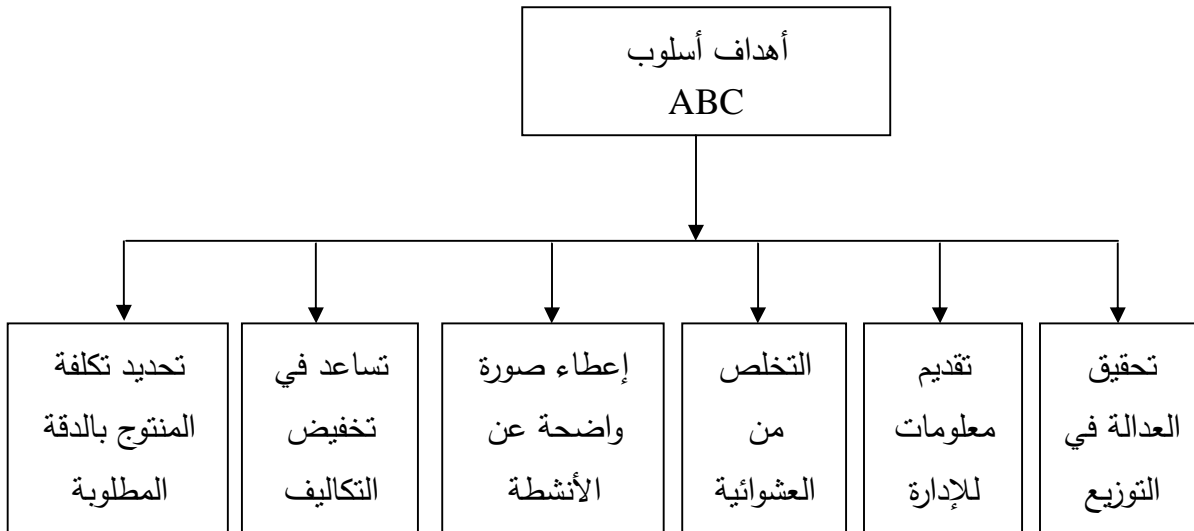 أهداف أسلوب
ABC
تحقيق
العدالة في
التوزيع
تقديم
معلومات
للإدارة
التخلص
من
العشوائية
إعطاء صورة
واضحة عن
الأنشطة
تساعد في
تخفيض
التكاليف
تحديد تكلفة
المنتوج بالدقة
المطلوبة